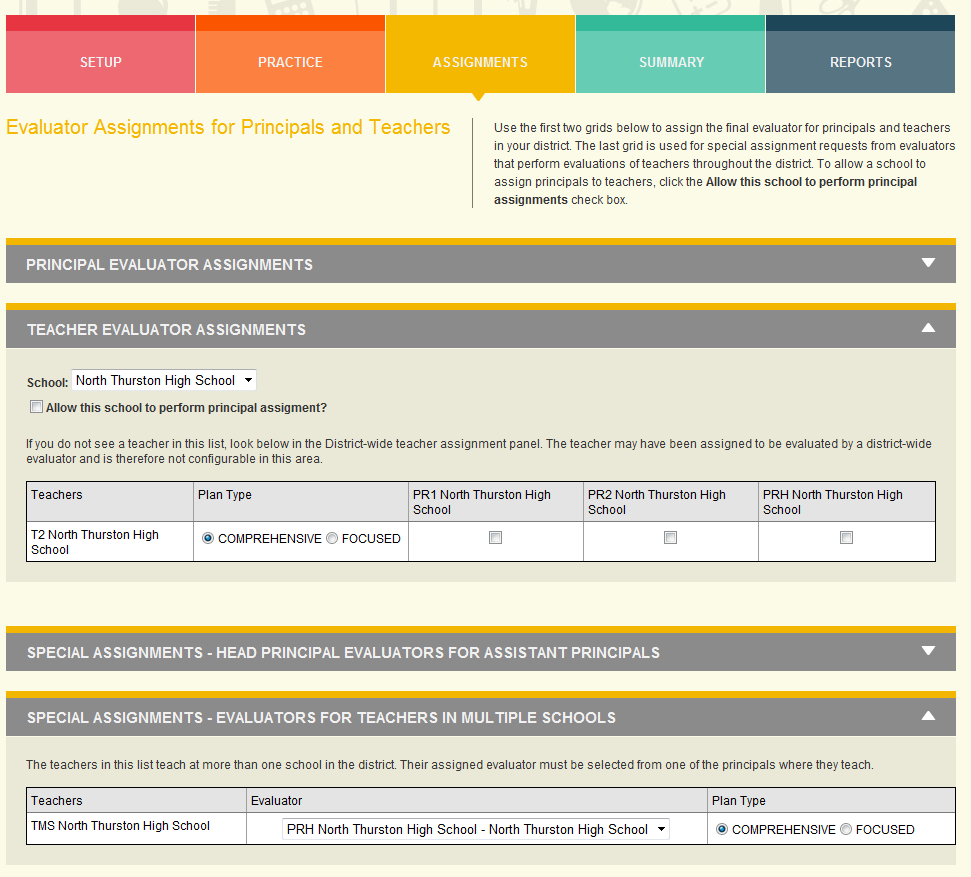 SETUP
PRACTICE
ASSIGNMENTS
SUMMARY
REPORTS
Evaluator Assignments for Principals and Teachers
Use the first two grids below to assign the final evaluator for principals and teachers
in your district. The last grid is used for special assignment requests from evaluators
that perform evaluations of teachers throughout the district. To allow a school to
assign principals to teachers, click the Allow this school to perform principal
assignments check box.
PRINCIPAL EVALUATOR ASSIGNMENTS
TEACHER EVALUATOR ASSIGNMENTS
School: North Thurston High School
Allow this school to perform principal assigment?
If you do not see a teacher in this list, look below in the District-wide teacher assignment panel. The teacher may have been assigned to be evaluated by a district-wide
evaluator and is therefore not configurable in this area.
Teachers
Plan Type
PR1 North Thurston High
School
PR2 North Thurston High
School
PRH North Thurston High
School
T2 North Thurston High
School
COMPREHENSIVE FOCUSED
SPECIAL ASSIGNMENTS - HEAD PRINCIPAL EVALUATORS FOR ASSISTANT PRINCIPALS
SPECIAL ASSIGNMENTS - EVALUATORS FOR TEACHERS IN MULTIPLE SCHOOLS
The teachers in this list teach at more than one school in the district. Their assigned evaluator must be selected from one of the principals where they teach.
Teachers
Evaluator
Plan Type
TMS North Thurston High School
PRH North Thurston High School - North Thurston High School
COMPREHENSIVE FOCUSED